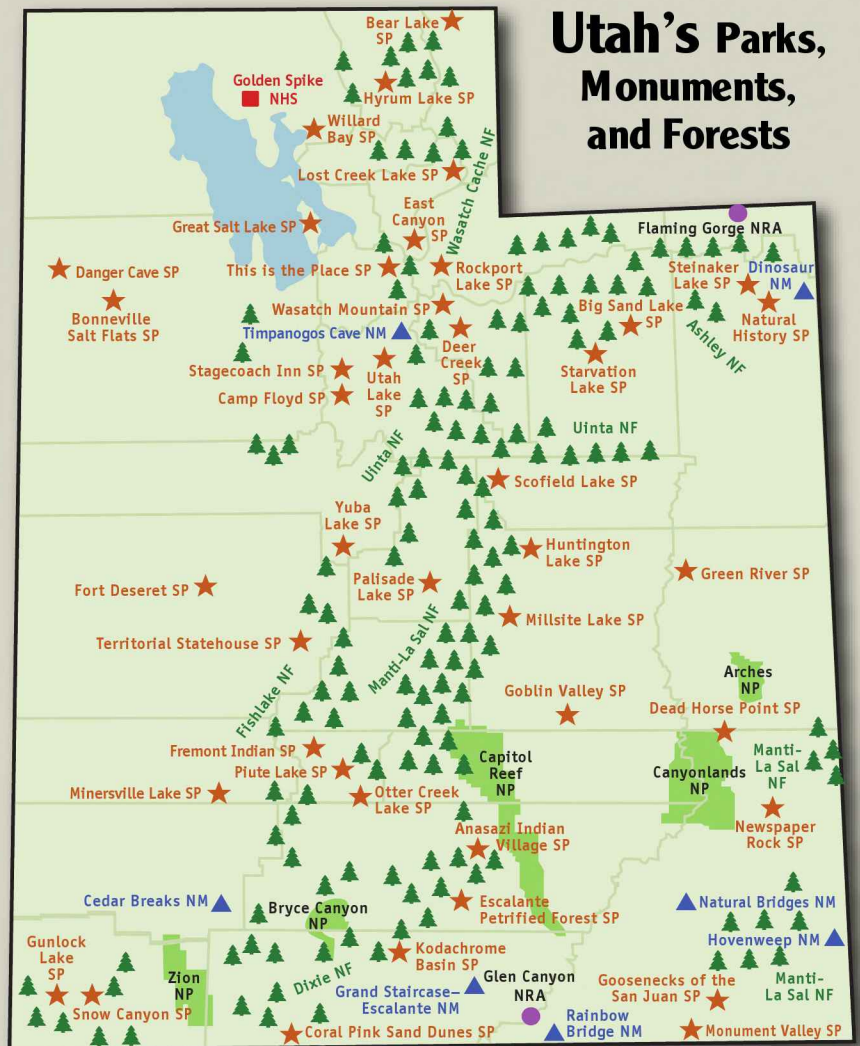 Utah's Parks,
Monuments,
and Forests
Bear Lake
SP
Golden Spike
NHS
Hyrum Lake SP
Willard
Bay SP
Lost Creek Lake SP
Wasatch Cache NF
East
Canyon
SP
Great Salt Lake SP
Flaming Gorge NRA
Danger Cave SP
This is the Place SP
Rockport
Lake SP
Steinaker
Lake SP
Dinosaur
NM
Bonneville
Salt Flats SP
Wasatch Mountain SP
Big Sand Lake
SP
Natural
History SP
Timpanogos Cave NM
Ashley NF
Deer
Creek
SP
Stagecoach Inn SP
Utah
Lake
SP
Starvation
Lake SP
Camp Floyd SP
Uinta NF
Uinta NF
Scofield Lake SP
Yuba
Lake SP
Huntington
Lake SP
Fort Deseret SP
Palisade
Lake SP
Green River SP
Millsite Lake SP
Territorial Statehouse SP
Manti-La Sal NF
Fishlake NF
Arches
NP
Goblin Valley SP
Dead Horse Point SP
Fremont Indian SP
Capitol
Reef
NP
Canyonlands
NP
Manti-
La Sal
NF
Piute Lake SP
Minersville Lake SP
Otter Creek
Lake SP
Anasazi Indian
Village SP
Newspaper
Rock SP
Cedar Breaks NM
Bryce Canyon
NP
Escalante
Petrified Forest SP
Natural Bridges NM
Hovenweep NM
Gunlock
Lake
SP
Zion
NP
Kodachrome
Basin SP
Dixie NF
Grand Staircase–
Escalante NM
Glen Canyon
NRA
Goosenecks of the
San Juan SP
Manti-
La Sal NF
Snow Canyon SP
Coral Pink Sand Dunes SP
Rainbow
Bridge NM
Monument Valley SP